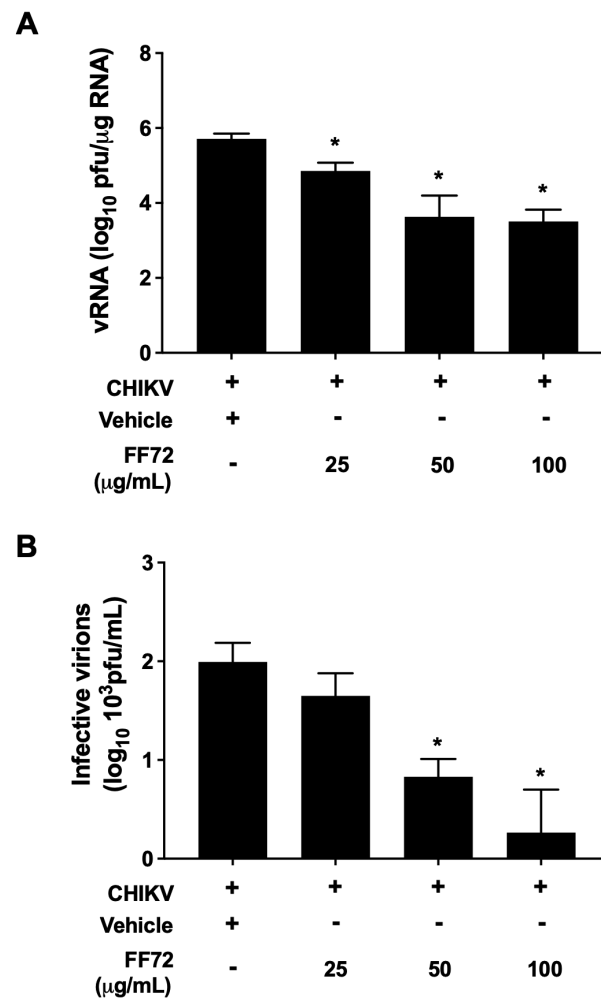 A
vRNA (log10 pfu/μg RNA)
8
6
4
2
0
* * *
CHIKV + + + +
Vehicle + - - -
FF72 (μg/mL) - 25 50 100
B
Infective virions
(log10 10³pfu/mL)
3
2
1
0
* *
CHIKV + + + +
Vehicle + - - -
FF72 (μg/mL) - 25 50 100